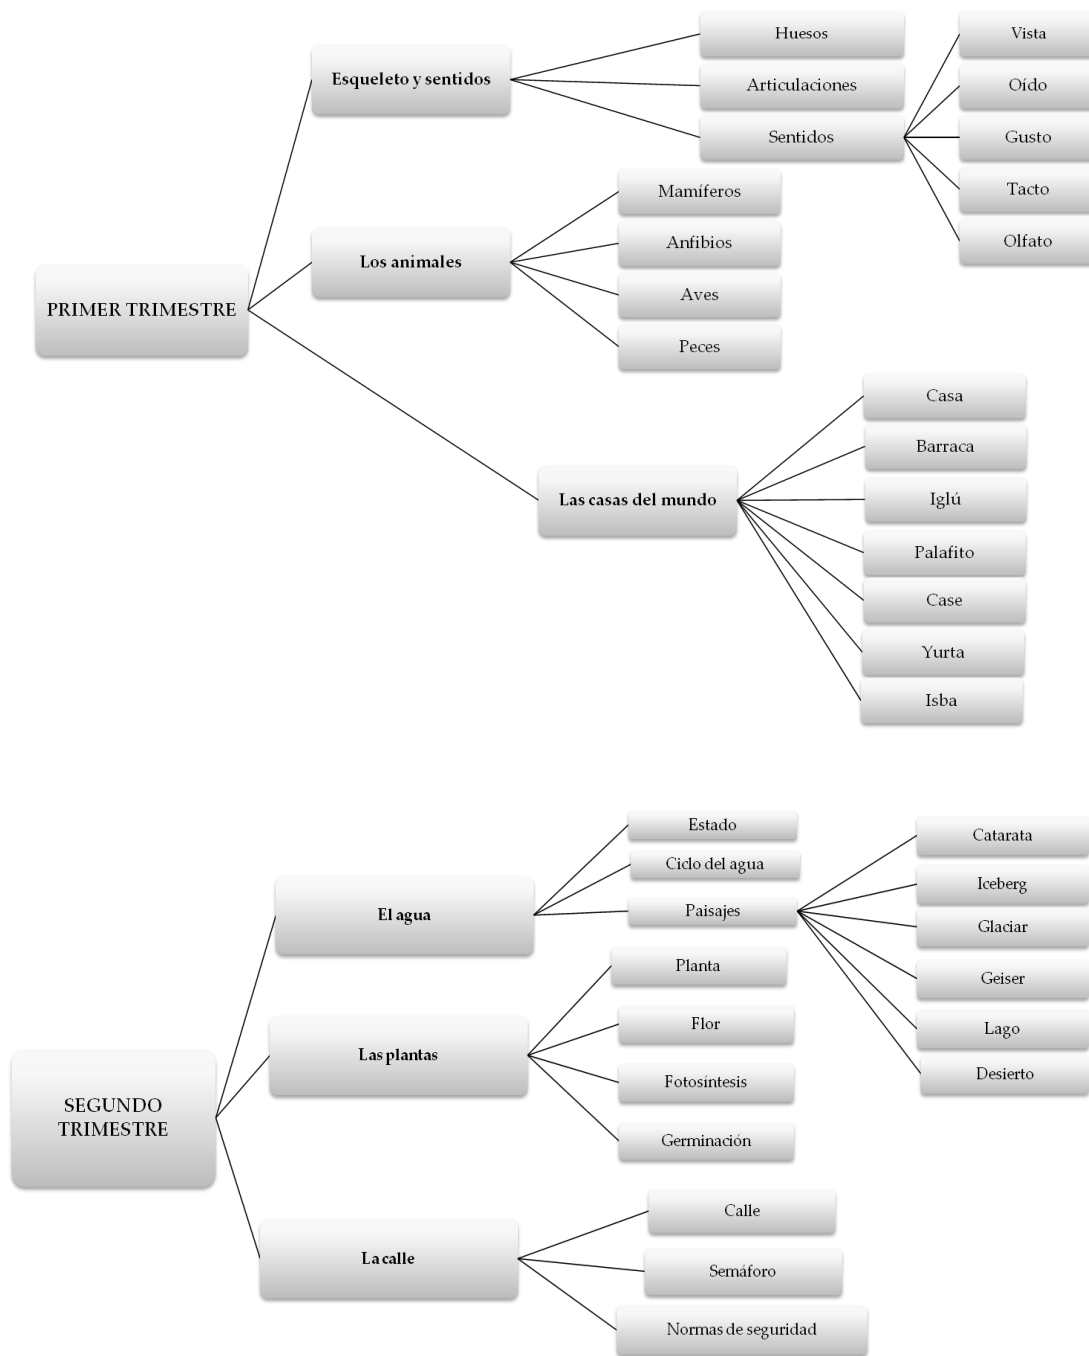 PRIMER TRIMESTRE
Esqueleto y sentidos
Huesos
Articulaciones
Sentidos
Vista
Oído
Gusto
Tacto
Olfato
Los animales
Mamíferos
Anfibios
Aves
Peces
Las casas del mundo
Casa
Barraca
Iglú
Palafito
Case
Yurta
Isba
SEGUNDO
TRIMESTRE
El agua
Estado
Ciclo del agua
Paisajes
Catarata
Iceberg
Glaciar
Geiser
Lago
Desierto
Las plantas
Planta
Flor
Fotosíntesis
Germinación
La calle
Calle
Semáforo
Normas de seguridad